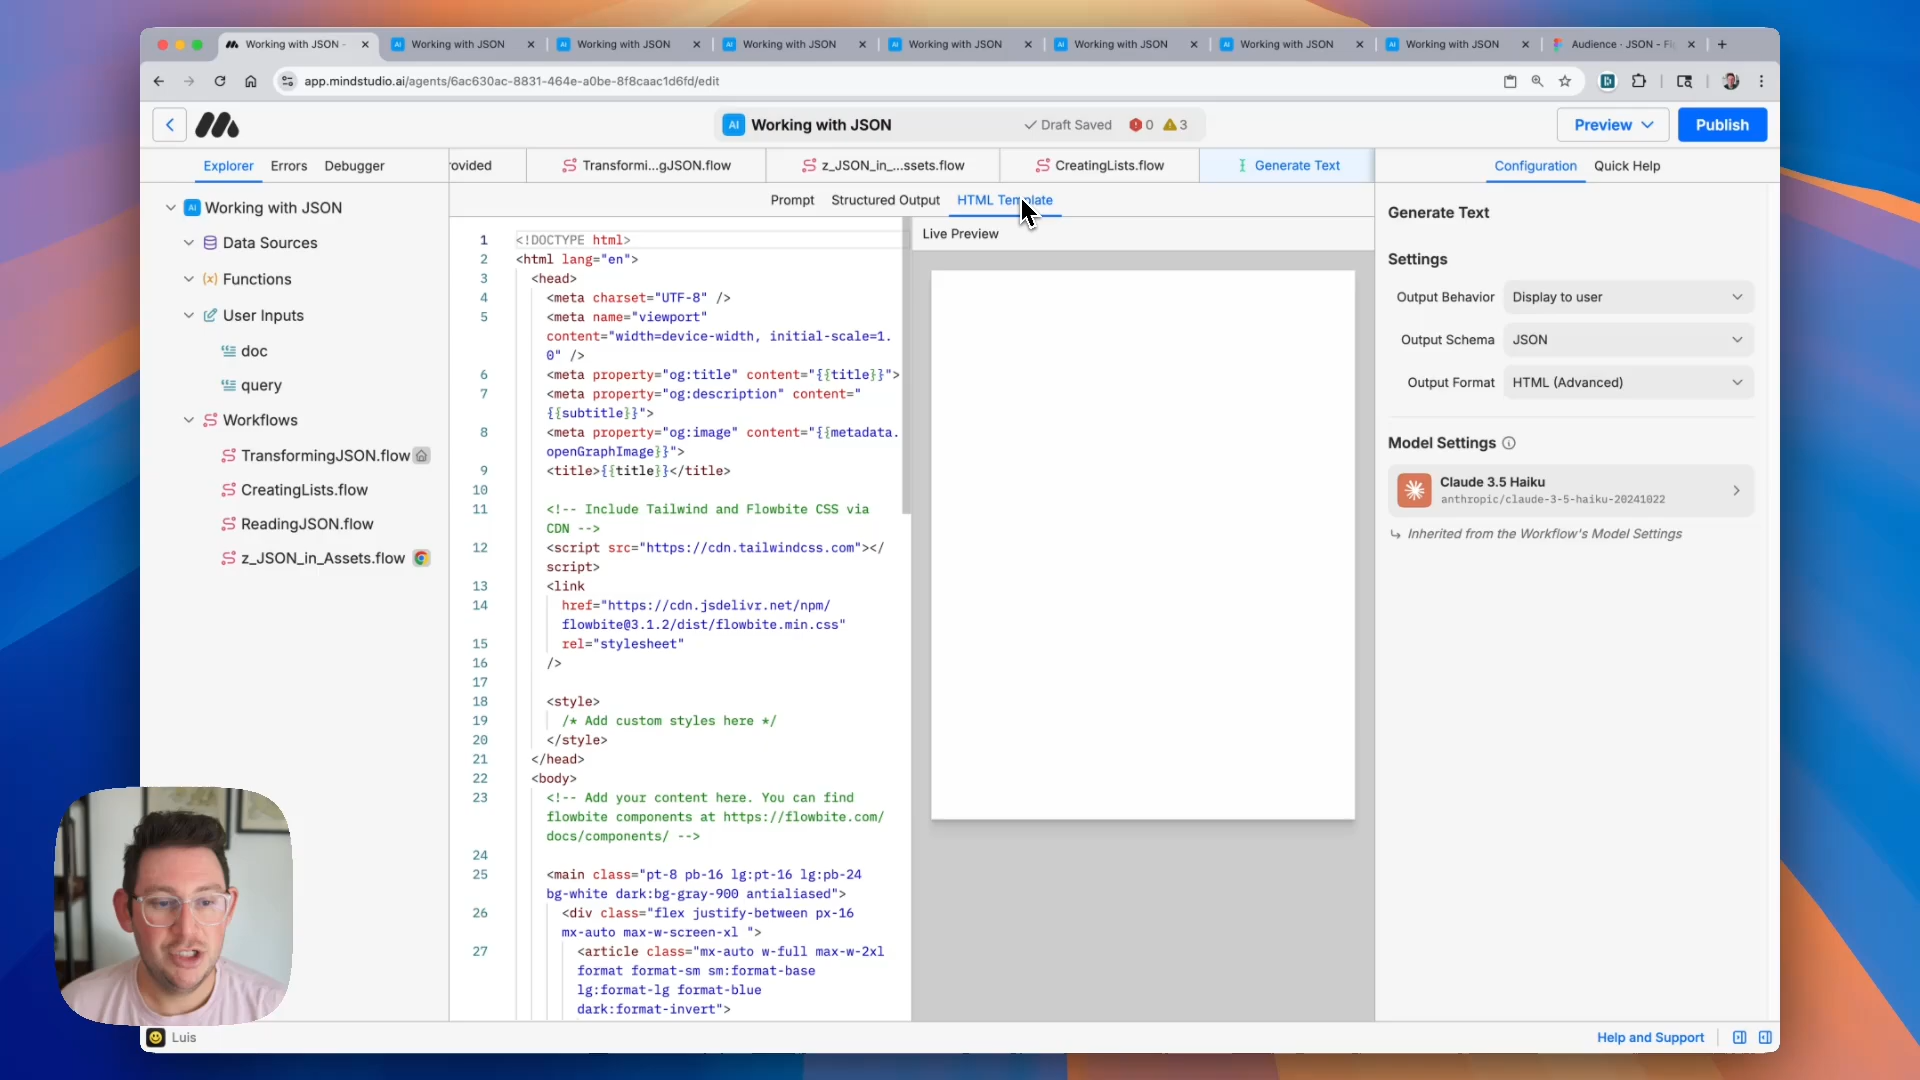 Working with JSON -
Working with JSON
Working with JSON
Working with JSON
Working with JSON
Working with JSON
Working with JSON
Working with JSON
Audience · JSON - Fi
app.mindstudio.ai/agents/6ac630ac-8831-464e-a0be-8f8caac1d6fd/edit
AI Working with JSON
Draft Saved
0
3
Preview
Publish
Explorer
Errors
Debugger
rovided
Transformi...gJSON.flow
z_JSON_in_...ssets.flow
CreatingLists.flow
Generate Text
Configuration
Quick Help
AI Working with JSON
Data Sources
(x) Functions
User Inputs
doc
query
Workflows
TransformingJSON.flow
CreatingLists.flow
ReadingJSON.flow
z_JSON_in_Assets.flow
Prompt
Structured Output
HTML Template
1 <!DOCTYPE html>
2 <html lang="en">
3 <head>
4 <meta charset="UTF-8" />
5 <meta name="viewport"
content="width=device-width, initial-scale=1.
0" />
6 <meta property="og:title" content="{{title}}">
7 <meta property="og:description" content="
{{subtitle}}">
8 <meta property="og:image" content="{{metadata.
openGraphImage}}">
9 <title>{{title}}</title>
10
11 <!-- Include Tailwind and Flowbite CSS via
CDN -->
12 <script src="https://cdn.tailwindcss.com"></
script>
13 <link
14 href="https://cdn.jsdelivr.net/npm/
flowbite@3.1.2/dist/flowbite.min.css"
15 rel="stylesheet"
16 />
17
18 <style>
19 /* Add custom styles here */
20 </style>
21 </head>
22 <body>
23 <!-- Add your content here. You can find
flowbite components at https://flowbite.com/
docs/components/ -->
24
25 <main class="pt-8 pb-16 lg:pt-16 lg:pb-24
bg-white dark:bg-gray-900 antialiased">
26 <div class="flex justify-between px-16
mx-auto max-w-screen-xl ">
27 <article class="mx-auto w-full max-w-2xl
format format-sm sm:format-base
lg:format-lg format-blue
dark:format-invert">
Live Preview
Generate Text
Settings
Output Behavior
Display to user
Output Schema
JSON
Output Format
HTML (Advanced)
Model Settings
Claude 3.5 Haiku
anthropic/claude-3-5-haiku-20241022
Inherited from the Workflow's Model Settings
Luis
Help and Support